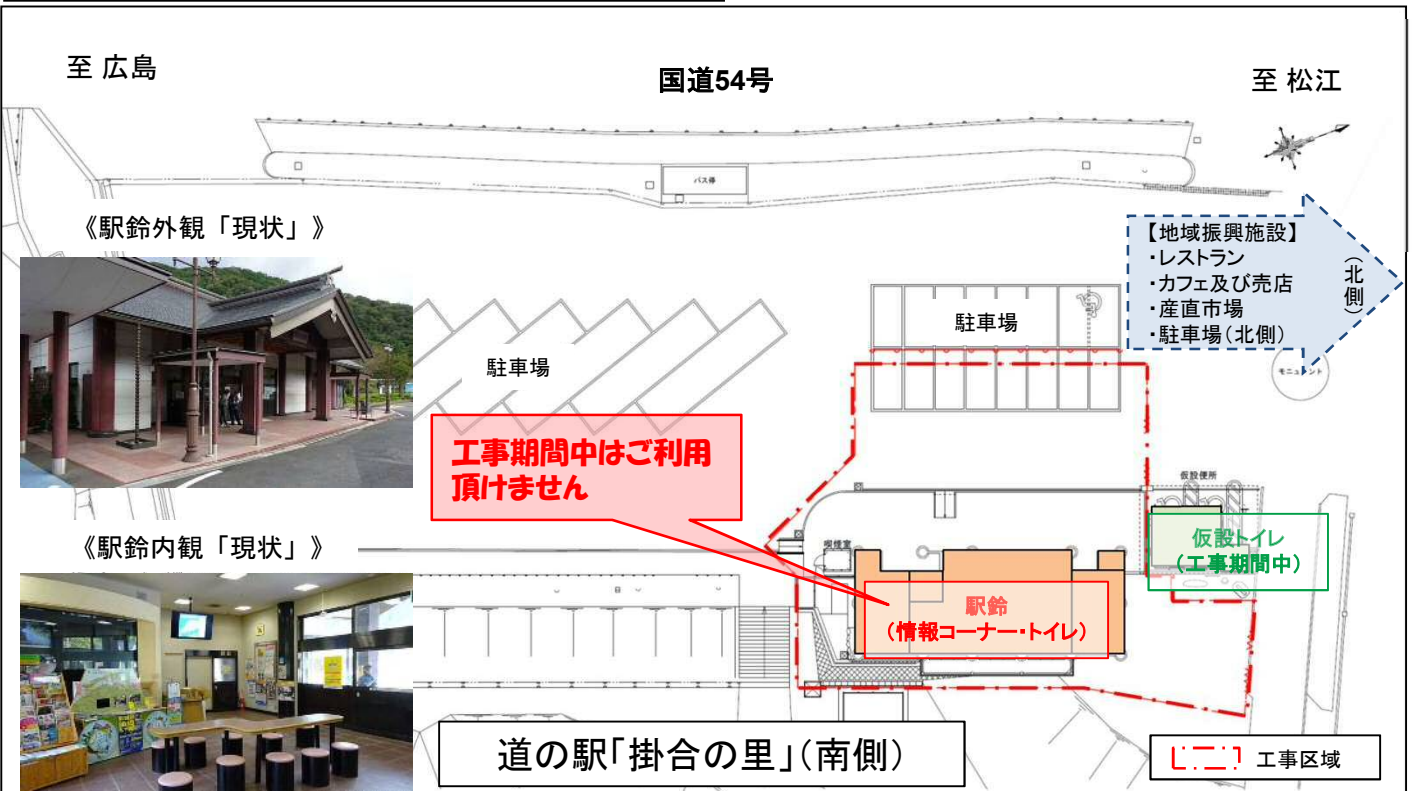 至 広島
国道54号
至 松江
バス停
《駅鈴外観「現状」》
【地域振興施設】
・レストラン
・カフェ及び売店
・産直市場
・駐車場(北側)
(北側)
駐車場
駐車場
モニュメント
工事期間中はご利用
頂けません
仮設便所
《駅鈴内観「現状」》
喫煙室
仮設トイレ
(工事期間中)
駅鈴
(情報コーナー・トイレ)
道の駅「掛合の里」(南側)
工事区域